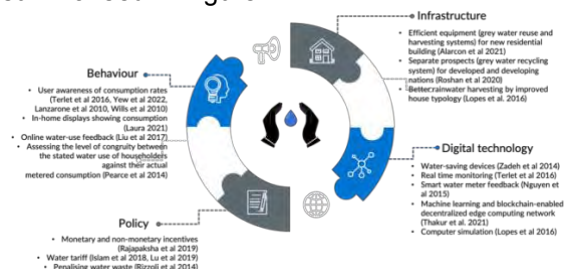 Infrastructure
• Efficient equipment (grey water reuse and
harvesting systems) for new residential
building (Alarcon et al 2021)
• Separate prospects (grey water recycling
system) for developed and developing
nations (Roshan et al 2020)
• Better rainwater harvesting by improved
house typology (Lopes et al. 2016)
Behaviour
• User awareness of consumption rates
(Terlet et al 2016, Yew et al 2022,
Lanzarone et al 2010, Wills et al 2010)
• In-home displays showing consumption
(Laura 2021)
• Online water-use feedback (Liu et al 2017)
• Assessing the level of congruity between
the stated water use of householders
against their actual
metered consumption (Pearce et al 2014)
Digital technology
• Water-saving devices (Zadeh et al 2014)
• Real time monitoring (Terlet et al 2016)
• Smart water meter feedback (Nguyen et
al 2015)
• Machine learning and blockchain-enabled
decentralized edge computing network
(Thakur et al. 2021)
• Computer simulation (Lopes et al 2016)
Policy
• Monetary and non-monetary incentives
(Rajapaksha et al 2019)
• Water tariff (Islam et al 2018, Lu et al 2019)
• Penalising water waste (Rizzoli et al 2014)